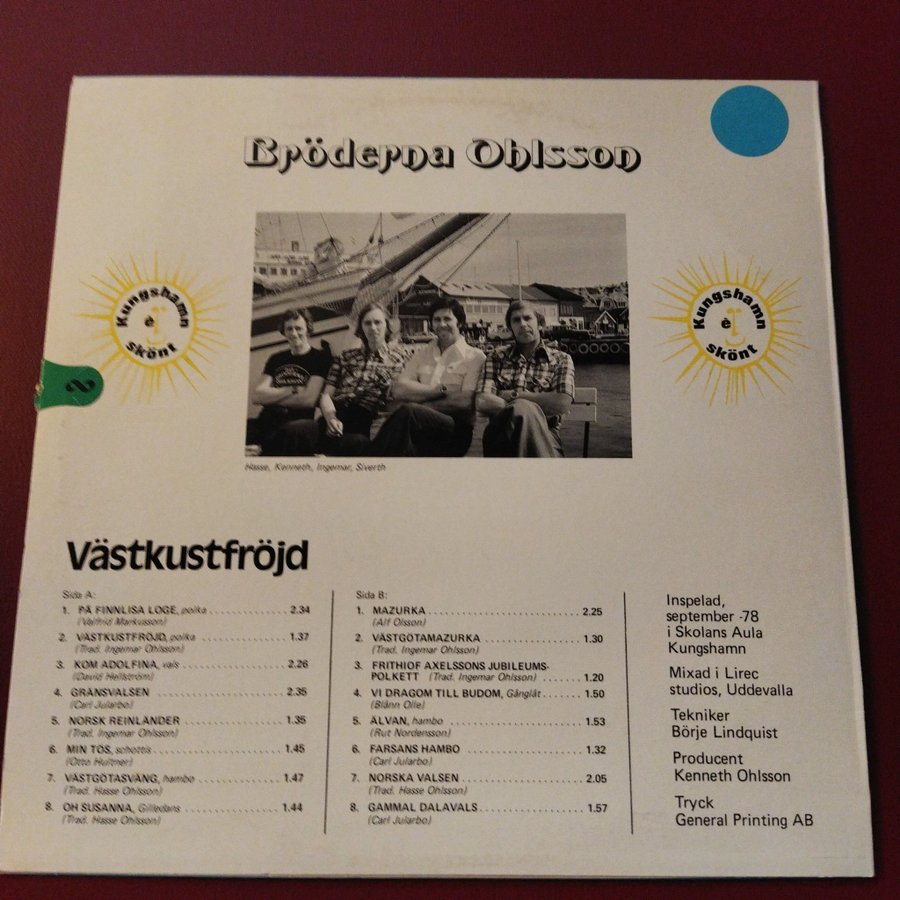 Bröderna Ohlsson
Kungshamn
é
skönt
Kungshamn
é
skönt
Hasse, Kenneth, Ingemar, Siverth
Västkustfröjd
Sida A:
1. PÅ FINNLISA LOGE, polka 2.34
(Valfrid Markusson)
2. VÄSTKUSTFRÖJD, polka 1.37
(Trad. Ingemar Ohlsson)
3. KOM ADOLFINA, vals 2.26
(David Hellström)
4. GRÄNSVALSEN 2.35
(Carl Jularbo)
5. NORSK REINLÄNDER 1.35
(Trad. Ingemar Ohlsson)
6. MIN TÖS, schottis 1.45
(Otto Hultner)
7. VÄSTGÖTASVÄNG, hambo 1.47
(Trad. Hasse Ohlsson)
8. OH SUSANNA, Gilledans 1.44
(Trad. Hasse Ohlsson)
Sida B:
1. MAZURKA 2.25
(Alf Olsson)
2. VÄSTGÖTAMAZURKA 1.30
(Trad. Ingemar Ohlsson)
3. FRITHIOF AXELSSONS JUBILEUMS-
POLKETT (Trad. Ingemar Ohlsson) 1.20
4. VI DRAGOM TILL BUDOM, Gånglåt 1.50
(Blänn Olle)
5. ÄLVAN, hambo 1.53
(Rut Nordensson)
6. FARSANS HAMBO 1.32
(Carl Jularbo)
7. NORSKA VALSEN 2.05
(Trad. Hasse Ohlsson)
8. GAMMAL DALAVALS 1.57
(Carl Jularbo)
Inspelad,
september -78
i Skolans Aula
Kungshamn
Mixad i Lirec
studios, Uddevalla
Tekniker
Börje Lindquist
Producent
Kenneth Ohlsson
Tryck
General Printing AB